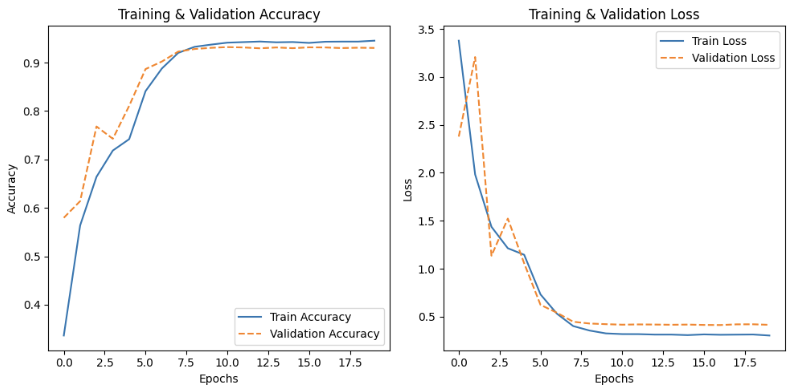 Training & Validation Accuracy
Accuracy
0.9
0.8
0.7
0.6
0.5
0.4
Train Accuracy
Validation Accuracy
0.0 2.5 5.0 7.5 10.0 12.5 15.0 17.5
Epochs
Training & Validation Loss
Loss
3.5
3.0
2.5
2.0
1.5
1.0
0.5
Train Loss
Validation Loss
0.0 2.5 5.0 7.5 10.0 12.5 15.0 17.5
Epochs